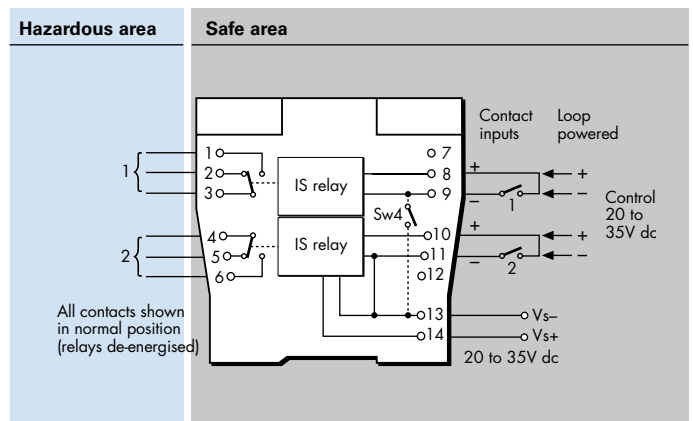 Hazardous area
Safe area
Contact inputs
Loop powered
1
1
2
3
IS relay
7
8
9
+
–
1
+
–
Control
20 to
35V dc
Sw4
2
4
5
6
IS relay
10
11
12
+
–
2
+
–
All contacts shown
in normal position
(relays de-energised)
13
14
Vs–
Vs+
20 to 35V dc